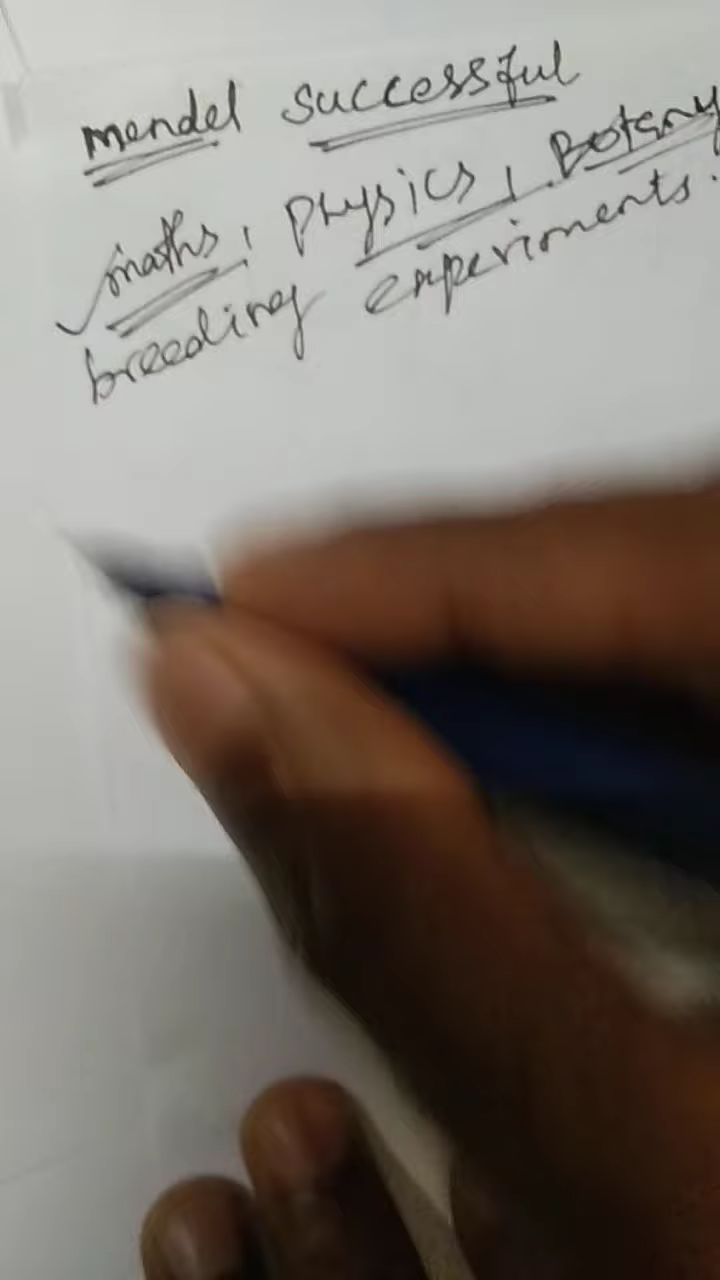 mendel successful
maths, Physics, Botany
breeding experiments.